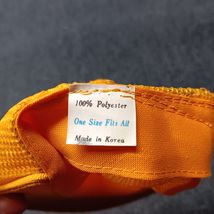 100% Polyester
One Size Fits All
Made in Korea